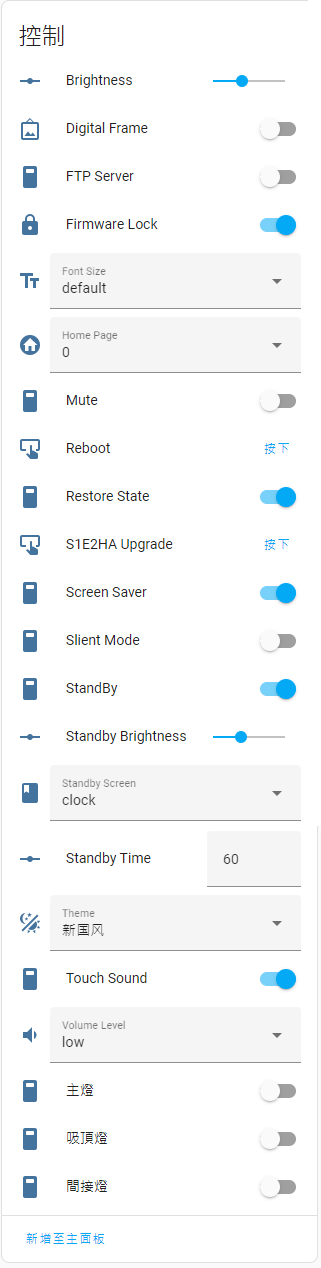 控制
Brightness
Digital Frame
FTP Server
Firmware Lock
Font Size
default
Home Page
0
Mute
Reboot 按下
Restore State
S1E2HA Upgrade 按下
Screen Saver
Slient Mode
StandBy
Standby Brightness
Standby Screen
clock
Standby Time 60
Theme
新国风
Touch Sound
Volume Level
low
主燈
吸頂燈
間接燈
新增至主面板